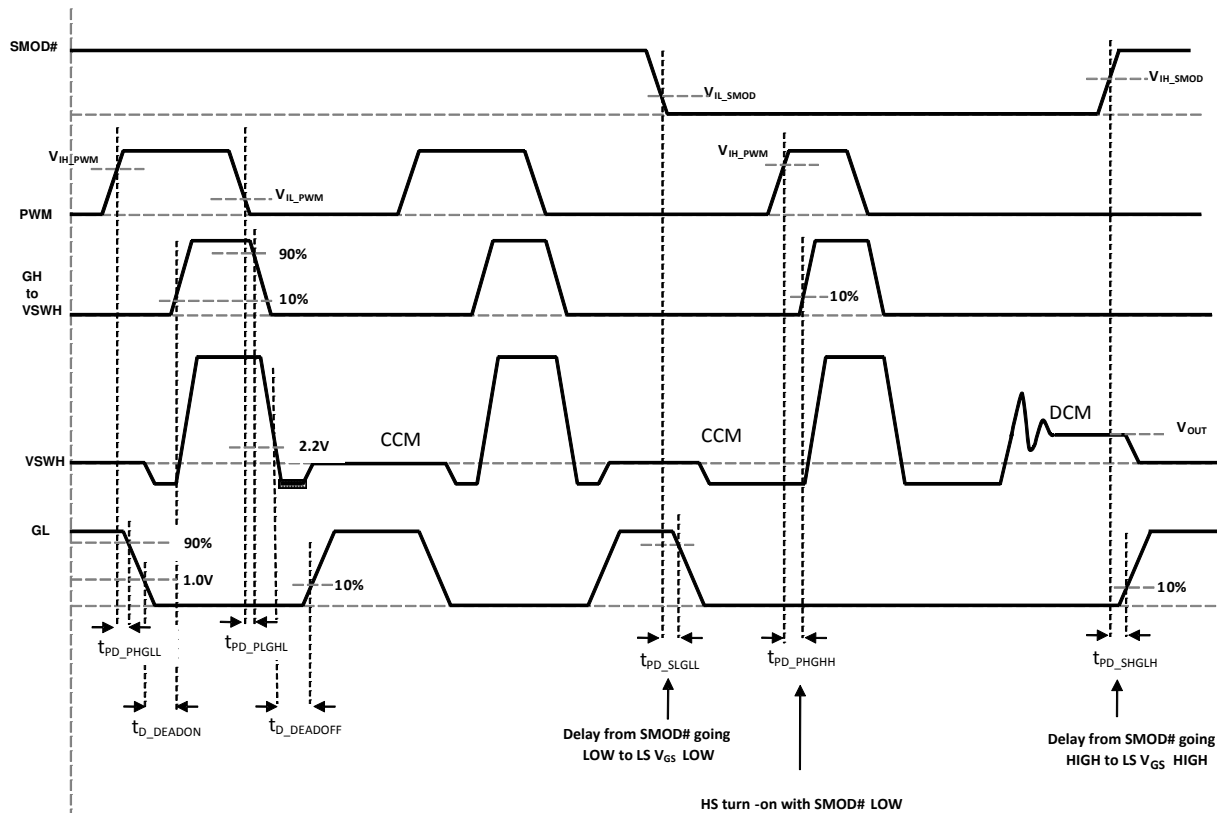 SMOD#
V_IL_SMOD
V_IH_SMOD
V_IH_PWM
V_IL_PWM
V_IH_PWM
PWM
90%
GH
to
VSWH
10%
10%
CCM
CCM
DCM
2.2V
V_OUT
VSWH
GL
90%
1.0V
10%
10%
t_PD_PHGLL
t_PD_PLGHL
t_PD_SLGLL
t_PD_PHGHH
t_PD_SHGLH
t_D_DEADON
t_D_DEADOFF
Delay from SMOD# going
LOW to LS V_GS LOW
Delay from SMOD# going
HIGH to LS V_GS HIGH
HS turn -on with SMOD# LOW